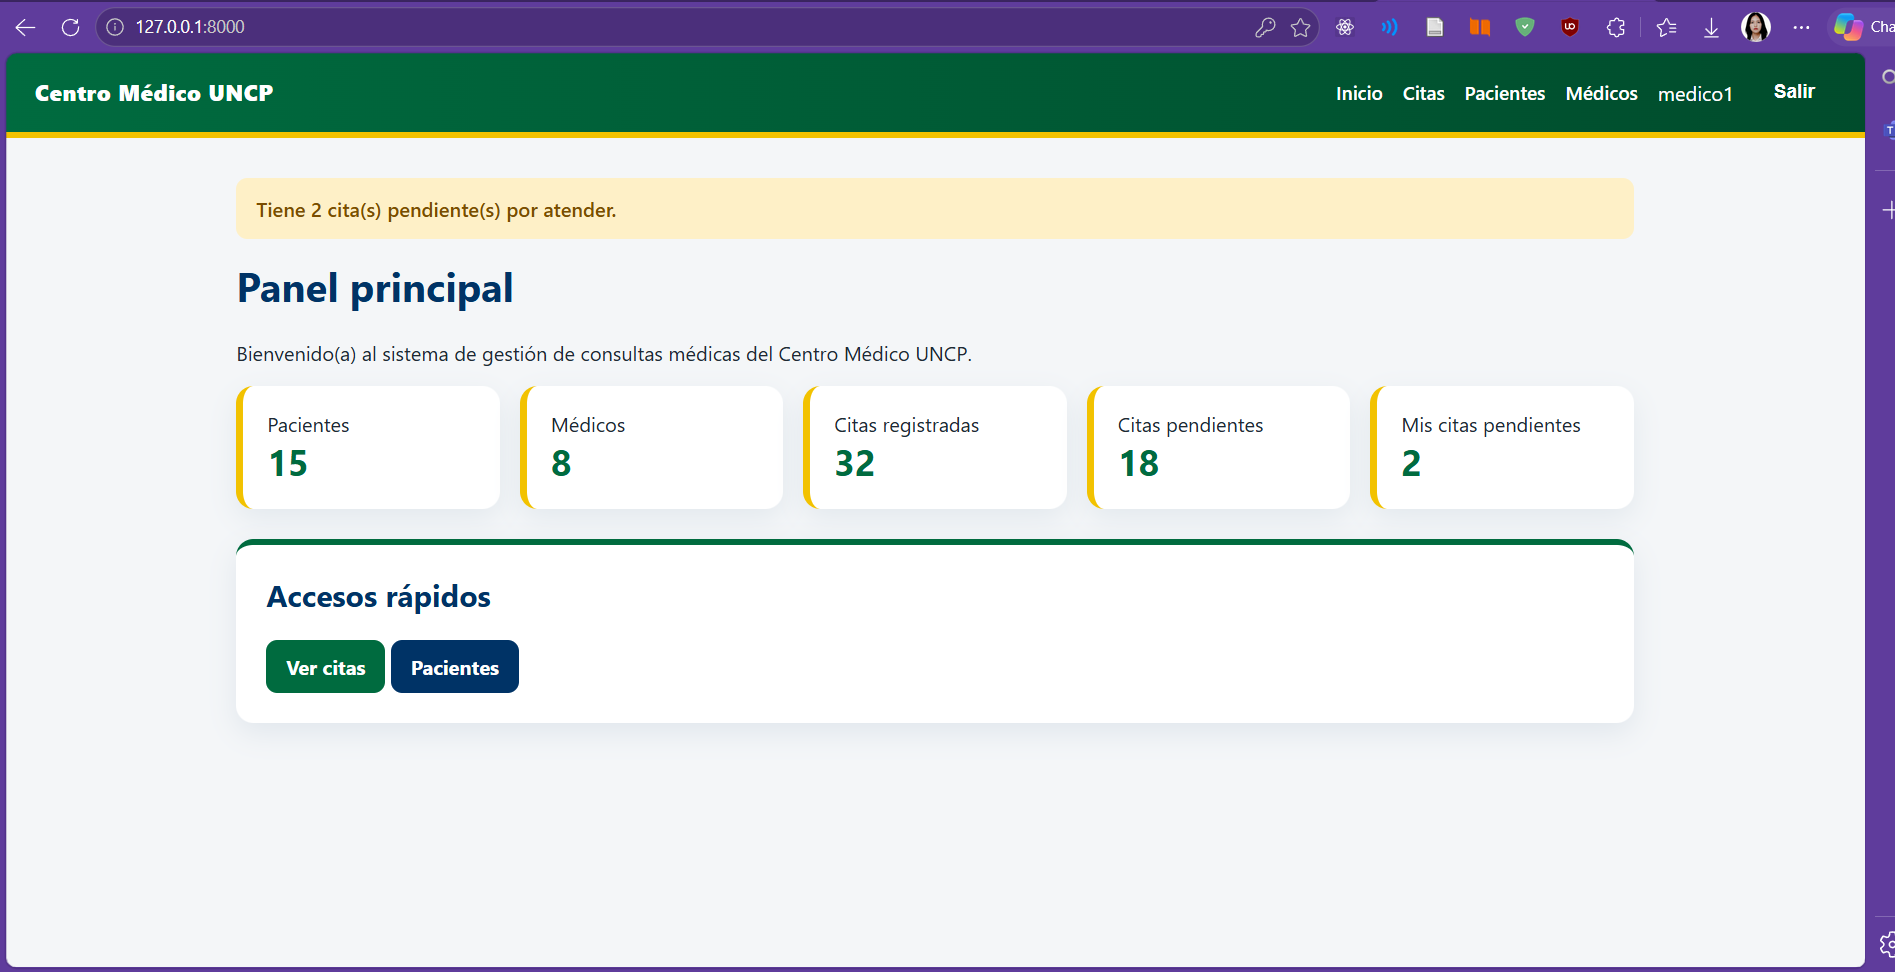 127.0.0.1:8000
Cha
Centro Médico UNCP
Inicio Citas Pacientes Médicos medico1 Salir
Tiene 2 cita(s) pendiente(s) por atender.
Panel principal
Bienvenido(a) al sistema de gestión de consultas médicas del Centro Médico UNCP.
Pacientes
15
Médicos
8
Citas registradas
32
Citas pendientes
18
Mis citas pendientes
2
Accesos rápidos
Ver citas Pacientes